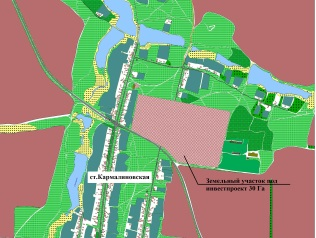 ст.Кармалиновская
Земельный участок под
инвестпроект 30 Га